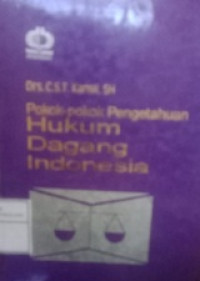 Drs. C.S.T. Kansil, SH
Pokok-pokok Pengetahuan
Hukum
Dagang
Indonesia